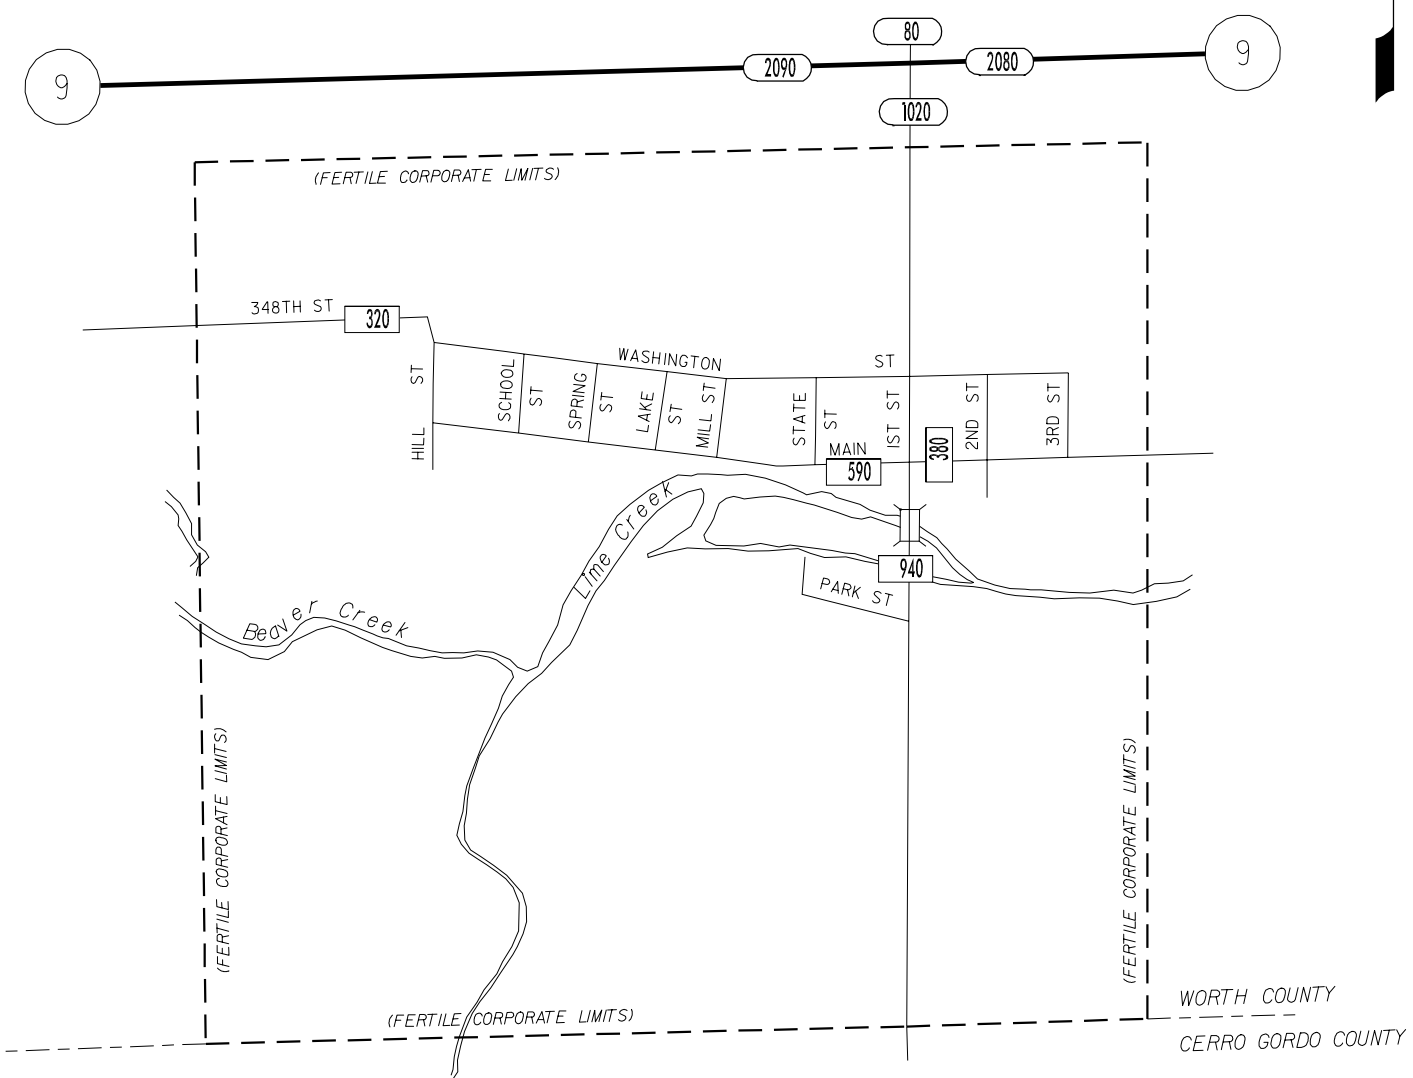 80
9
2090
2080
9
1020
(FERTILE CORPORATE LIMITS)
348TH ST
320
WASHINGTON ST
HILL ST
SCHOOL ST
SPRING ST
LAKE ST
MILL ST
STATE ST
1ST ST
2ND ST
3RD ST
MAIN
590
380
Lime Creek
940
PARK ST
Beaver Creek
(FERTILE CORPORATE LIMITS)
(FERTILE CORPORATE LIMITS)
(FERTILE CORPORATE LIMITS)
WORTH COUNTY
CERRO GORDO COUNTY